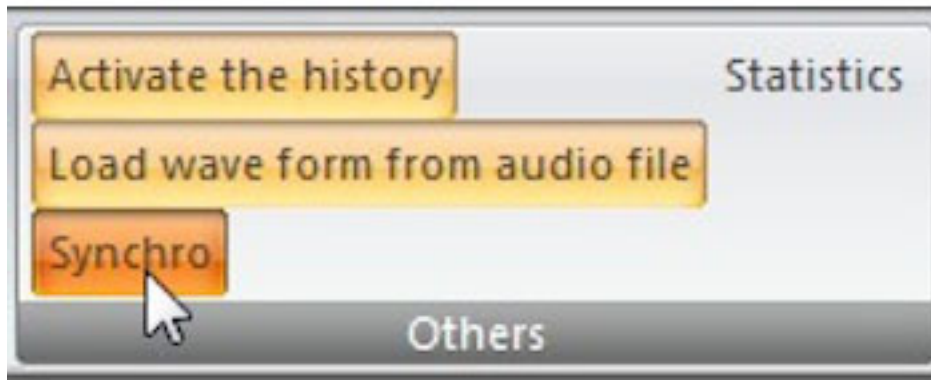 Activate the history Statistics
Load wave form from audio file
Synchro
Others